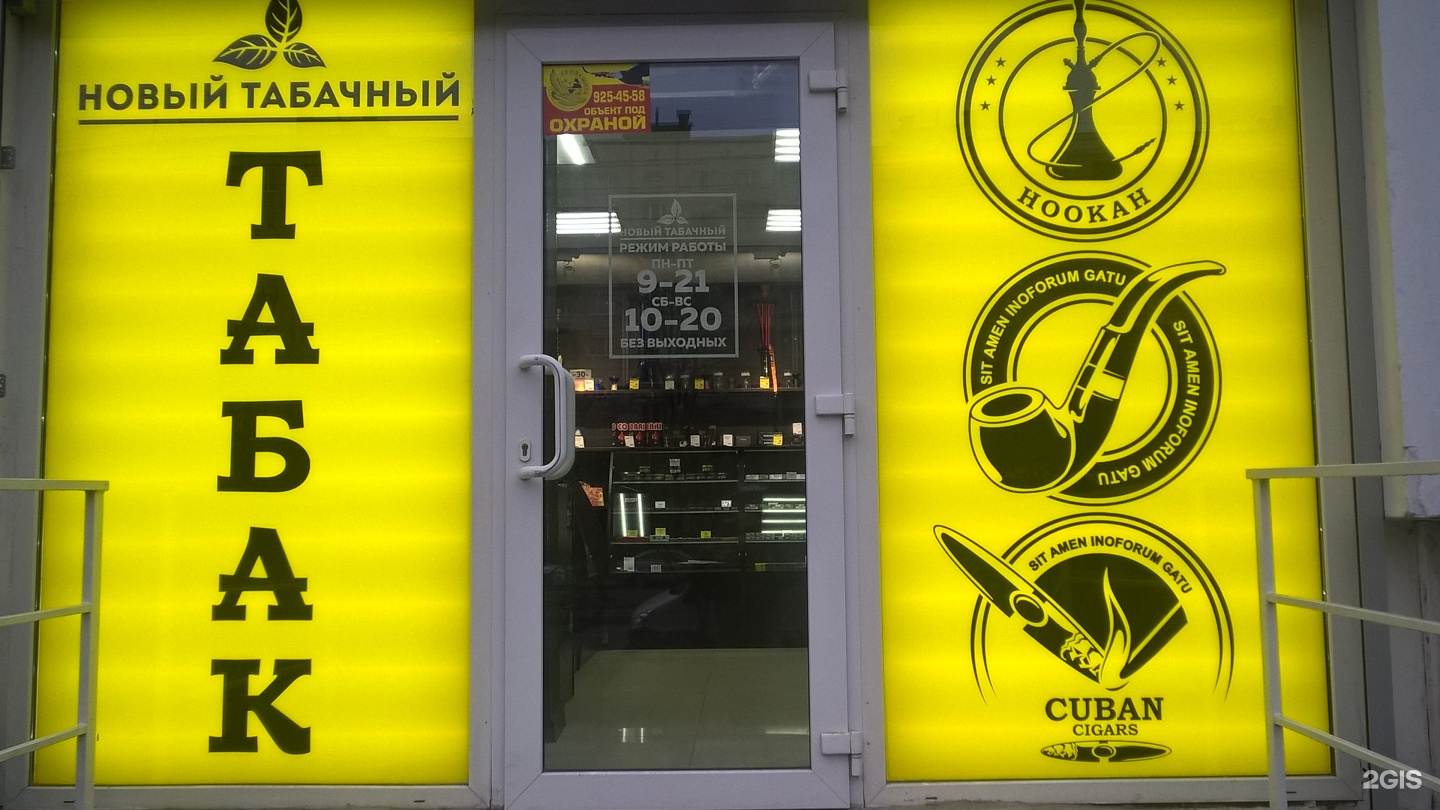 НОВЫЙ ТАБАЧНЫЙ
ТАБАК
925-45-58
ОБЪЕКТ ПОД
ОХРАНОЙ
НОВЫЙ ТАБАЧНЫЙ
РЕЖИМ РАБОТЫ
ПН-ПТ
9-21
СБ-ВС
10-20
БЕЗ ВЫХОДНЫХ
-30-
HOOKAH
SIT AMEN INOFORUM GATU
SIT AMEN INOFORUM GATU
SIT AMEN INOFORUM GATU
CUBAN
CIGARS
2GIS